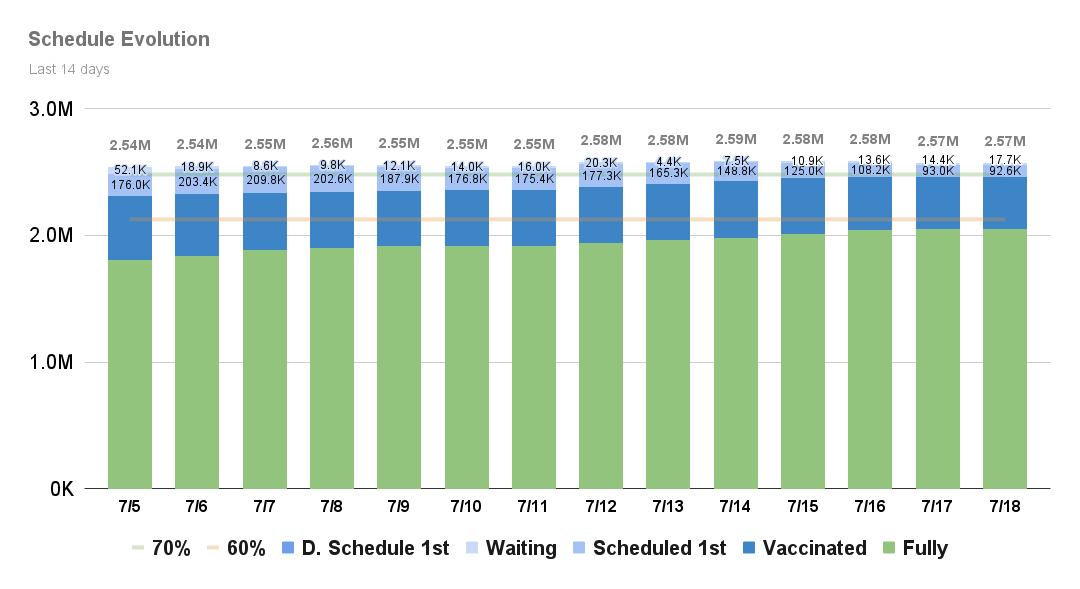 Schedule Evolution
Last 14 days
3.0M
2.54M 2.54M 2.55M 2.56M 2.55M 2.55M 2.55M 2.58M 2.58M 2.59M 2.58M 2.58M 2.57M 2.57M
52.1K 18.9K 8.6K 9.8K 12.1K 14.0K 16.0K 20.3K 4.4K 7.5K 10.9K 13.6K 14.4K 17.7K
176.0K 203.4K 209.8K 202.6K 187.9K 176.8K 175.4K 177.3K 165.3K 148.8K 125.0K 108.2K 93.0K 92.6K
2.0M
1.0M
0K
7/5 7/6 7/7 7/8 7/9 7/10 7/11 7/12 7/13 7/14 7/15 7/16 7/17 7/18
70% 60% D. Schedule 1st Waiting Scheduled 1st Vaccinated Fully